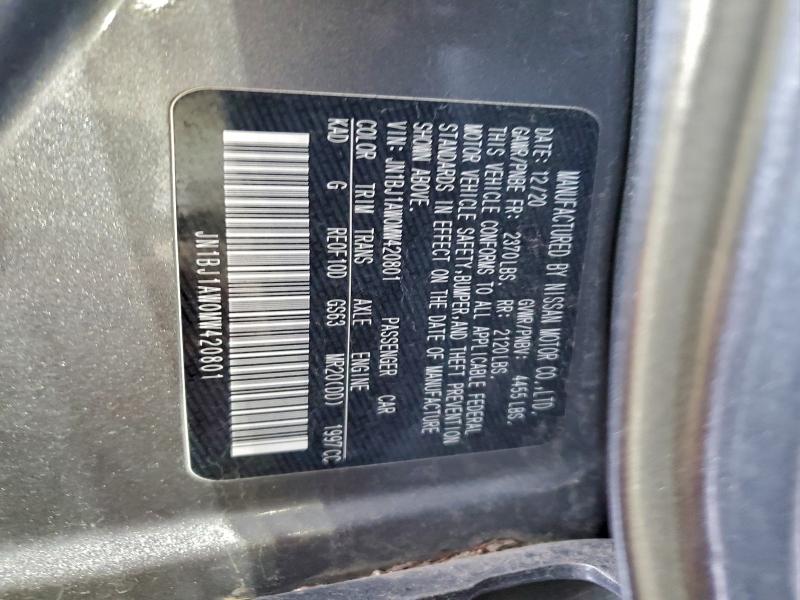 MANUFACTURED BY NISSAN MOTOR CO.,LTD.
DATE: 12/20 GVWR/PNBV: 4455LBS.
GAWR/PNBE FR: 2370LBS. RR: 2120LBS.
THIS VEHICLE CONFORMS TO ALL APPLICABLE FEDERAL
MOTOR VEHICLE SAFETY,BUMPER,AND THEFT PREVENTION
STANDARDS IN EFFECT ON THE DATE OF MANUFACTURE
SHOWN ABOVE.
VIN: JN1BJ1AW0MW420801 PASSENGER CAR
COLOR TRIM TRANS AXLE ENGINE
KAD G RE0F10D GS63 MR20(DD) 1997CC
JN1BJ1AW0MW420801